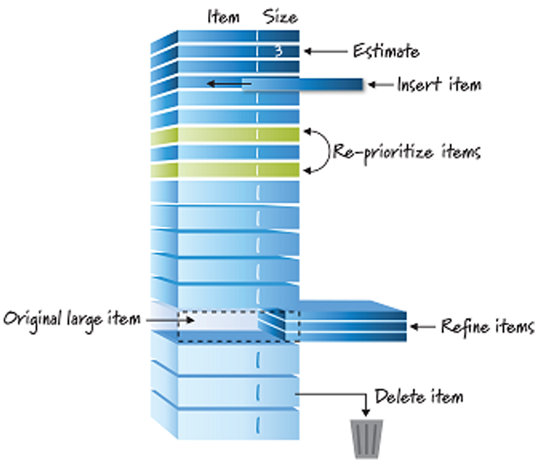 Item Size
3
Estimate
Insert item
Re-prioritize items
Original large item
Refine items
Delete item